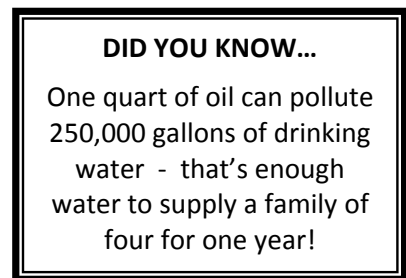 DID YOU KNOW…
One quart of oil can pollute
250,000 gallons of drinking
water - that’s enough
water to supply a family of
four for one year!